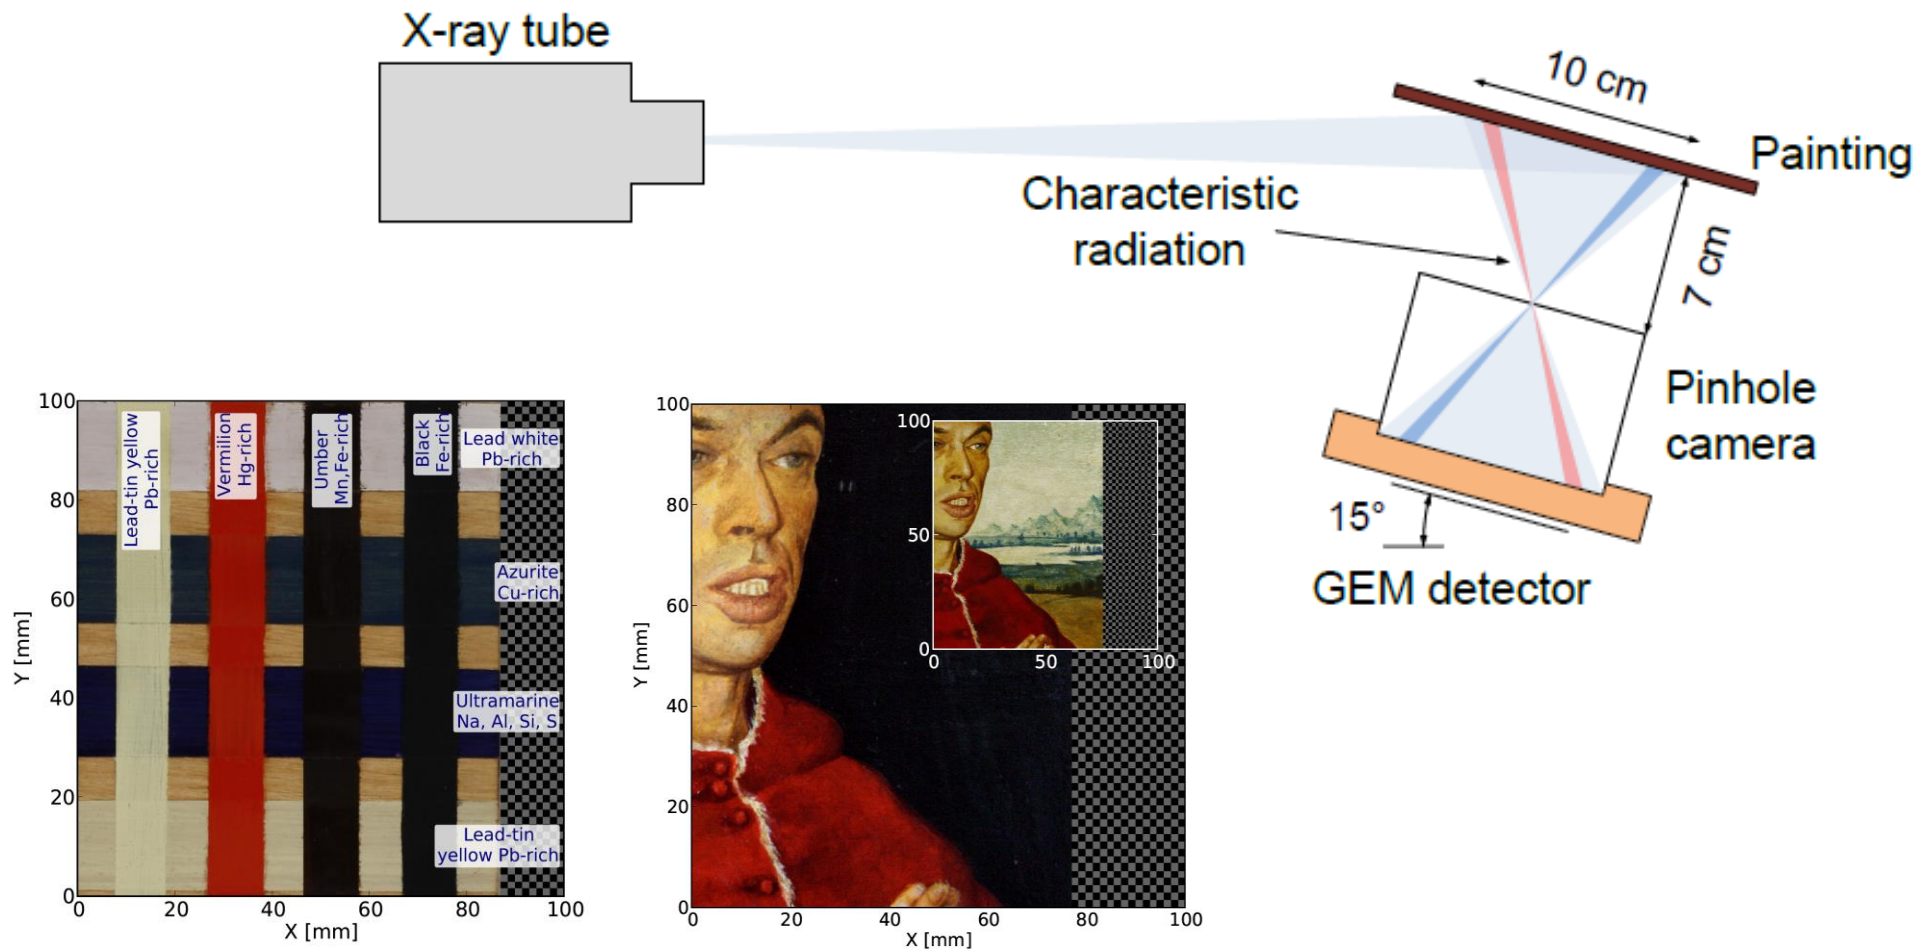 X-ray tube
10 cm
Painting
Characteristic
radiation
7 cm
Pinhole
camera
15°
GEM detector
100
80
60
40
20
0
Y [mm]
0 20 40 60 80 100
X [mm]
Lead-tin yellow
Pb-rich
Vermilion
Hg-rich
Umber
Mn,Fe-rich
Black
Fe-rich
Lead white
Pb-rich
Azurite
Cu-rich
Ultramarine
Na, Al, Si, S
Lead-tin
yellow Pb-rich
100
80
60
40
20
0
Y [mm]
0 20 40 60 80 100
X [mm]
100
50
0
0 50 100